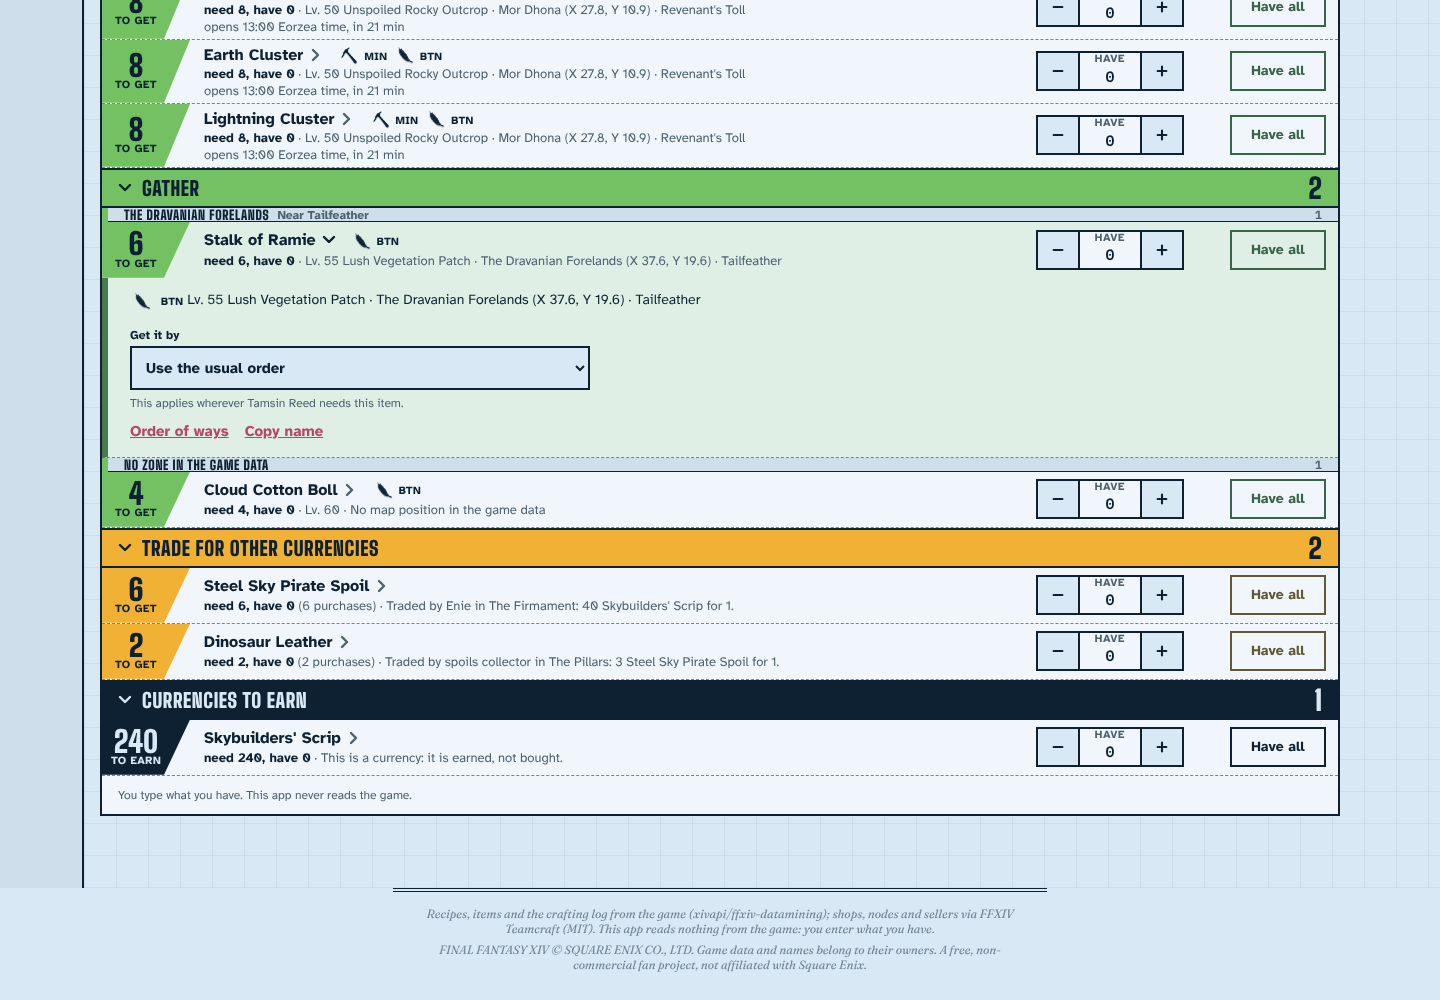 8
TO GET
need 8, have 0 · Lv. 50 Unspoiled Rocky Outcrop · Mor Dhona (X 27.8, Y 10.9) · Revenant's Toll
opens 13:00 Eorzea time, in 21 min
− 0 + Have all
8
TO GET
Earth Cluster MIN BTN
need 8, have 0 · Lv. 50 Unspoiled Rocky Outcrop · Mor Dhona (X 27.8, Y 10.9) · Revenant's Toll
opens 13:00 Eorzea time, in 21 min
HAVE
− 0 + Have all
8
TO GET
Lightning Cluster MIN BTN
need 8, have 0 · Lv. 50 Unspoiled Rocky Outcrop · Mor Dhona (X 27.8, Y 10.9) · Revenant's Toll
opens 13:00 Eorzea time, in 21 min
HAVE
− 0 + Have all
GATHER 2
THE DRAVANIAN FORELANDS Near Tailfeather 1
6
TO GET
Stalk of Ramie BTN
need 6, have 0 · Lv. 55 Lush Vegetation Patch · The Dravanian Forelands (X 37.6, Y 19.6) · Tailfeather
HAVE
− 0 + Have all
BTN Lv. 55 Lush Vegetation Patch · The Dravanian Forelands (X 37.6, Y 19.6) · Tailfeather
Get it by
Use the usual order
This applies wherever Tamsin Reed needs this item.
Order of ways Copy name
NO ZONE IN THE GAME DATA 1
4
TO GET
Cloud Cotton Boll BTN
need 4, have 0 · Lv. 60 · No map position in the game data
HAVE
− 0 + Have all
TRADE FOR OTHER CURRENCIES 2
6
TO GET
Steel Sky Pirate Spoil
need 6, have 0 (6 purchases) · Traded by Enie in The Firmament: 40 Skybuilders' Scrip for 1.
HAVE
− 0 + Have all
2
TO GET
Dinosaur Leather
need 2, have 0 (2 purchases) · Traded by spoils collector in The Pillars: 3 Steel Sky Pirate Spoil for 1.
HAVE
− 0 + Have all
CURRENCIES TO EARN 1
240
TO EARN
Skybuilders' Scrip
need 240, have 0 · This is a currency: it is earned, not bought.
HAVE
− 0 + Have all
You type what you have. This app never reads the game.
Recipes, items and the crafting log from the game (xivapi/ffxiv-datamining); shops, nodes and sellers via FFXIV
Teamcraft (MIT). This app reads nothing from the game: you enter what you have.
FINAL FANTASY XIV © SQUARE ENIX CO., LTD. Game data and names belong to their owners. A free, non-
commercial fan project, not affiliated with Square Enix.